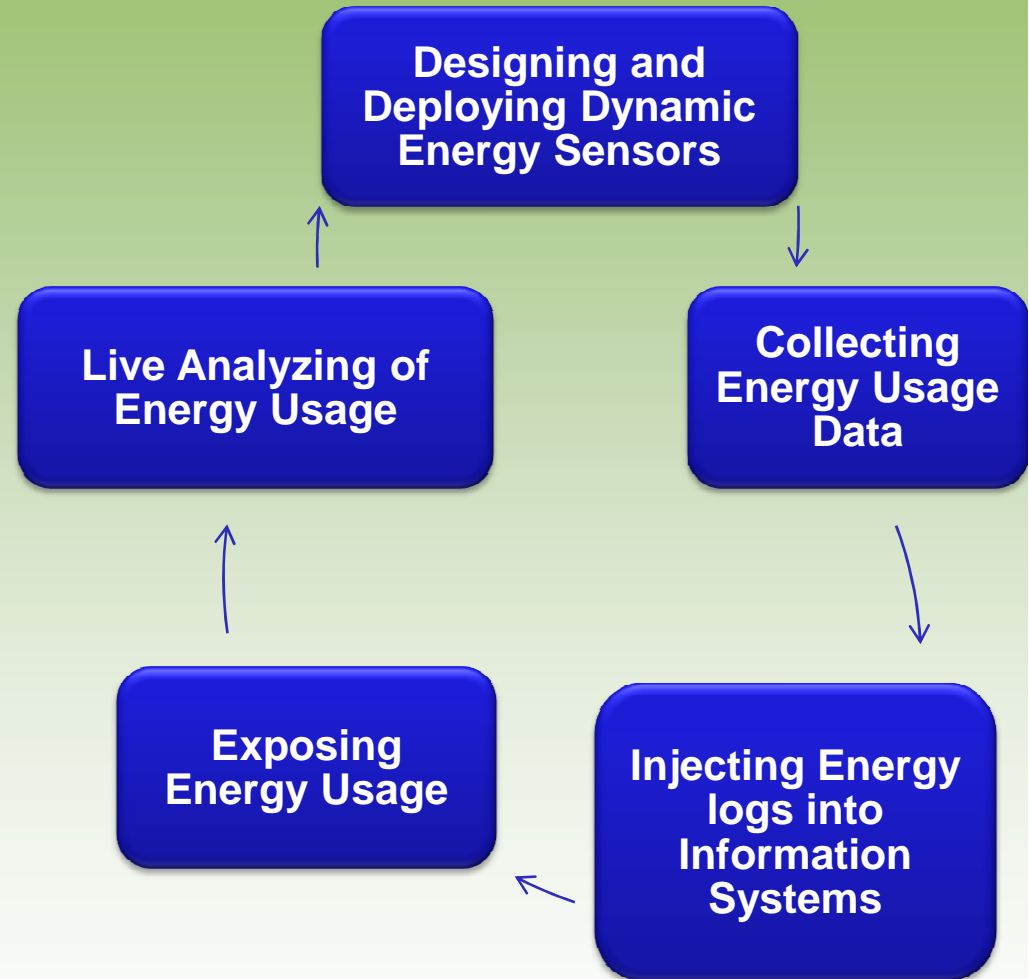 Designing and
Deploying Dynamic
Energy Sensors
Live Analyzing of
Energy Usage
Collecting
Energy Usage
Data
Exposing
Energy Usage
Injecting Energy
logs into
Information
Systems